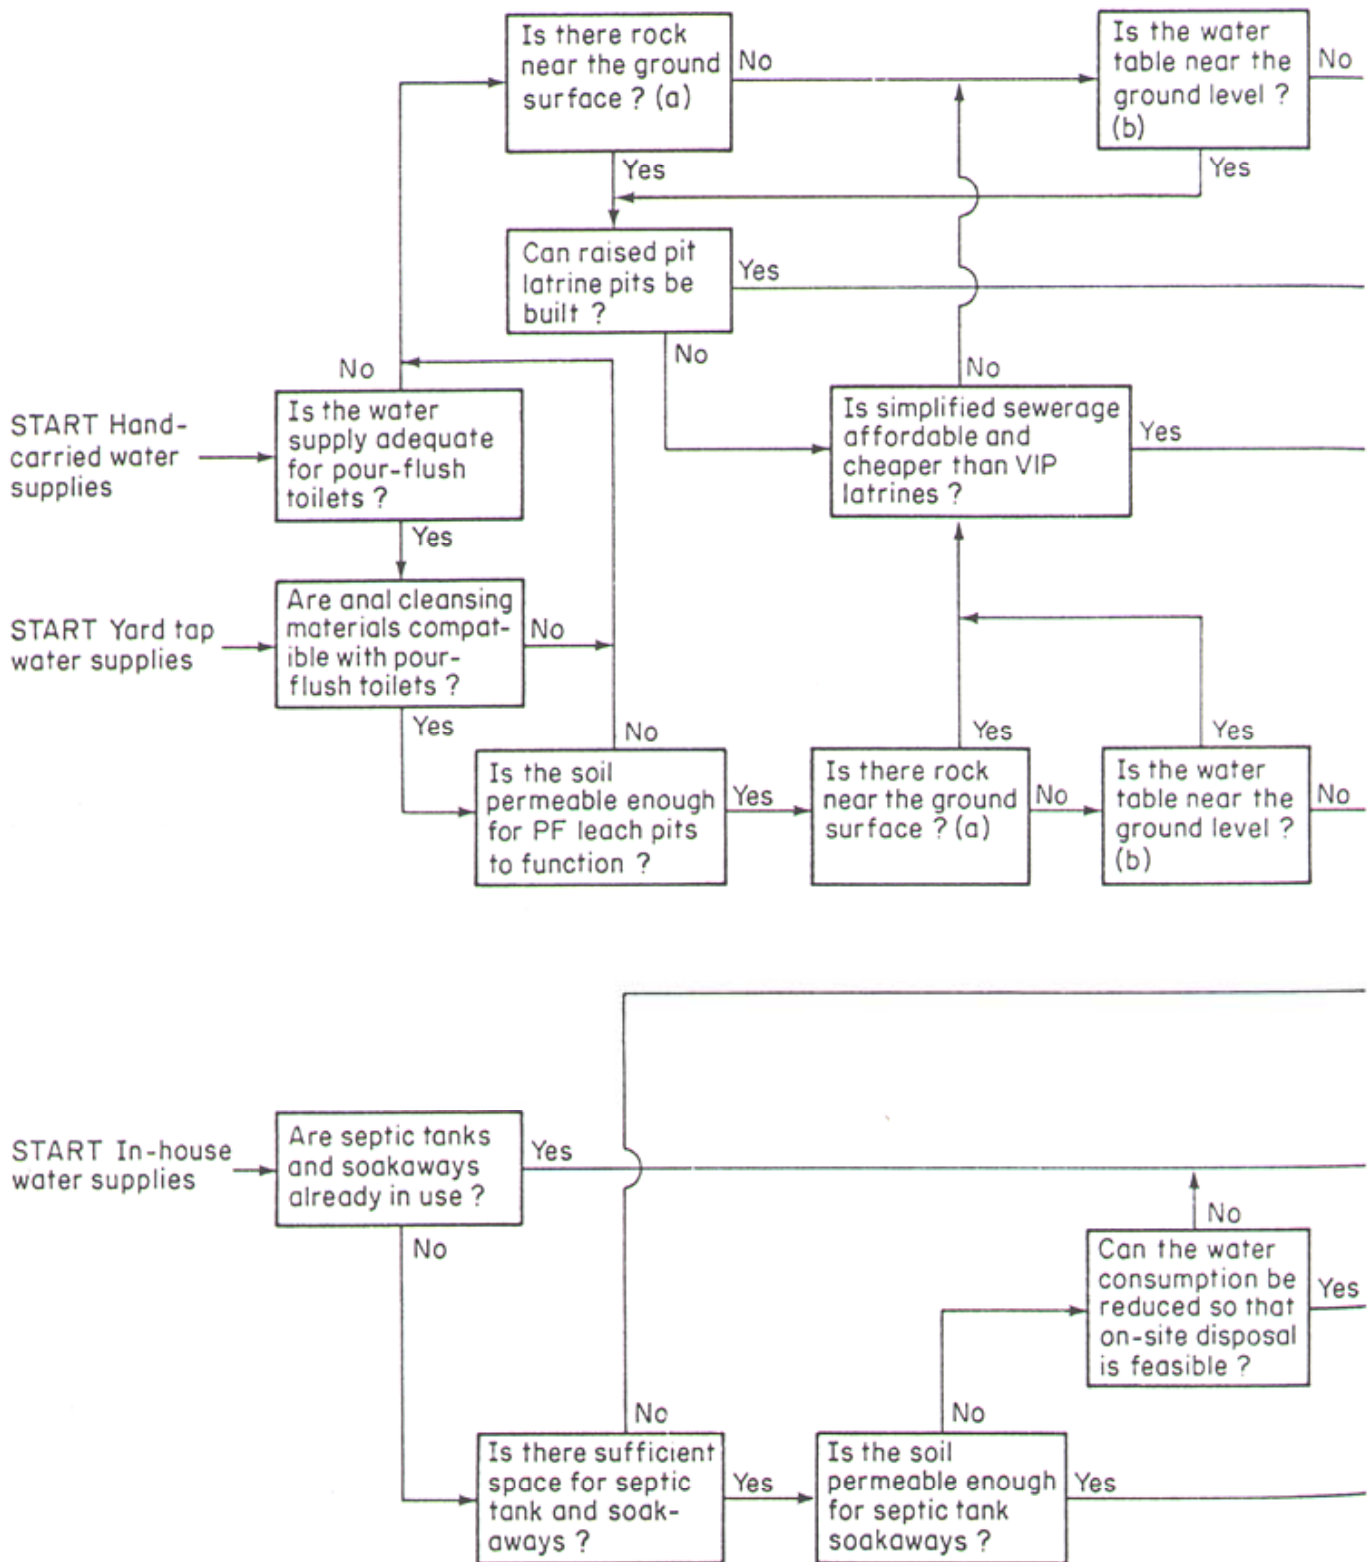 Is there rock
near the ground
surface ? (a)
No
Yes
Is the water
table near the
ground level ?
(b)
No
Yes
Can raised pit
latrine pits be
built ?
Yes
No
No
START Hand-
carried water
supplies
Is the water
supply adequate
for pour-flush
toilets ?
Yes
No
Is simplified sewerage
affordable and
cheaper than VIP
latrines ?
Yes
START Yard tap
water supplies
Are anal cleansing
materials compat-
ible with pour-
flush toilets ?
No
Yes
No
Is the soil
permeable enough
for PF leach pits
to function ?
Yes
Yes
Is there rock
near the ground
surface ? (a)
No
Yes
Is the water
table near the
ground level ?
(b)
No
START In-house
water supplies
Are septic tanks
and soakaways
already in use ?
Yes
No
No
Can the water
consumption be
reduced so that
on-site disposal
is feasible ?
Yes
No
Is there sufficient
space for septic
tank and soak-
aways ?
Yes
No
Is the soil
permeable enough
for septic tank
soakaways ?
Yes